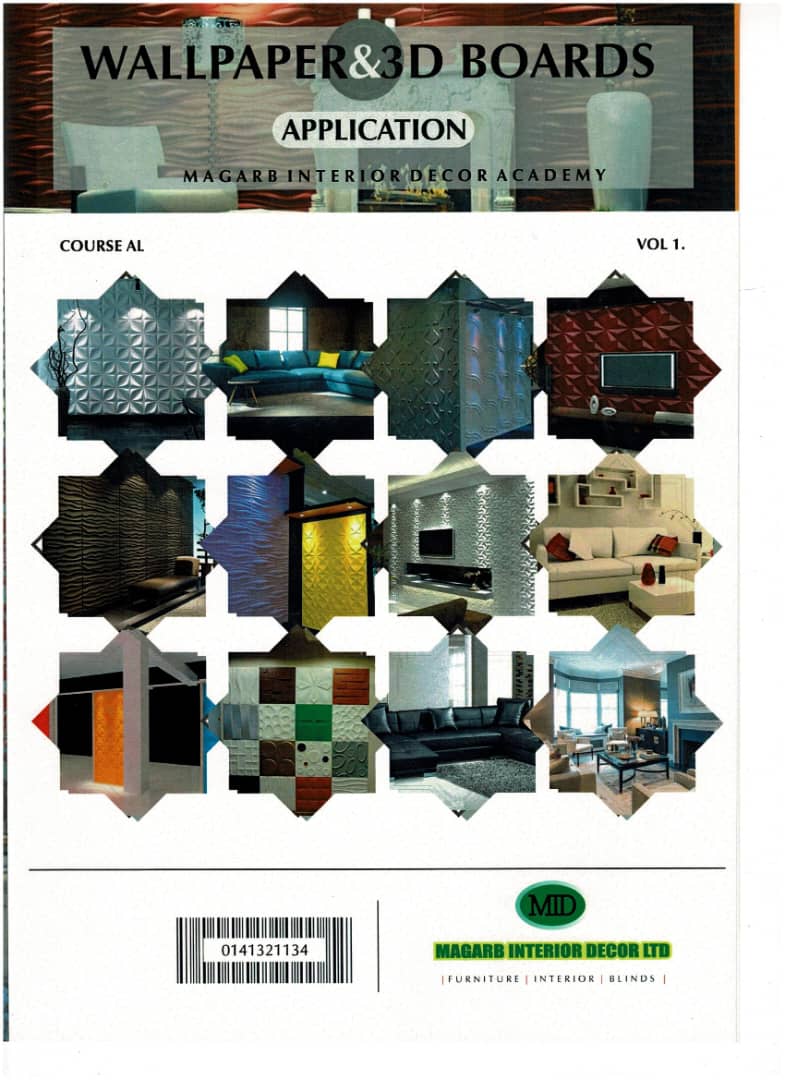 WALLPAPER&3D BOARDS
APPLICATION
MAGARB INTERIOR DECOR ACADEMY
COURSE AL
VOL 1.
0141321134
MID
MAGARB INTERIOR DECOR LTD
|FURNITURE | INTERIOR | BLINDS |